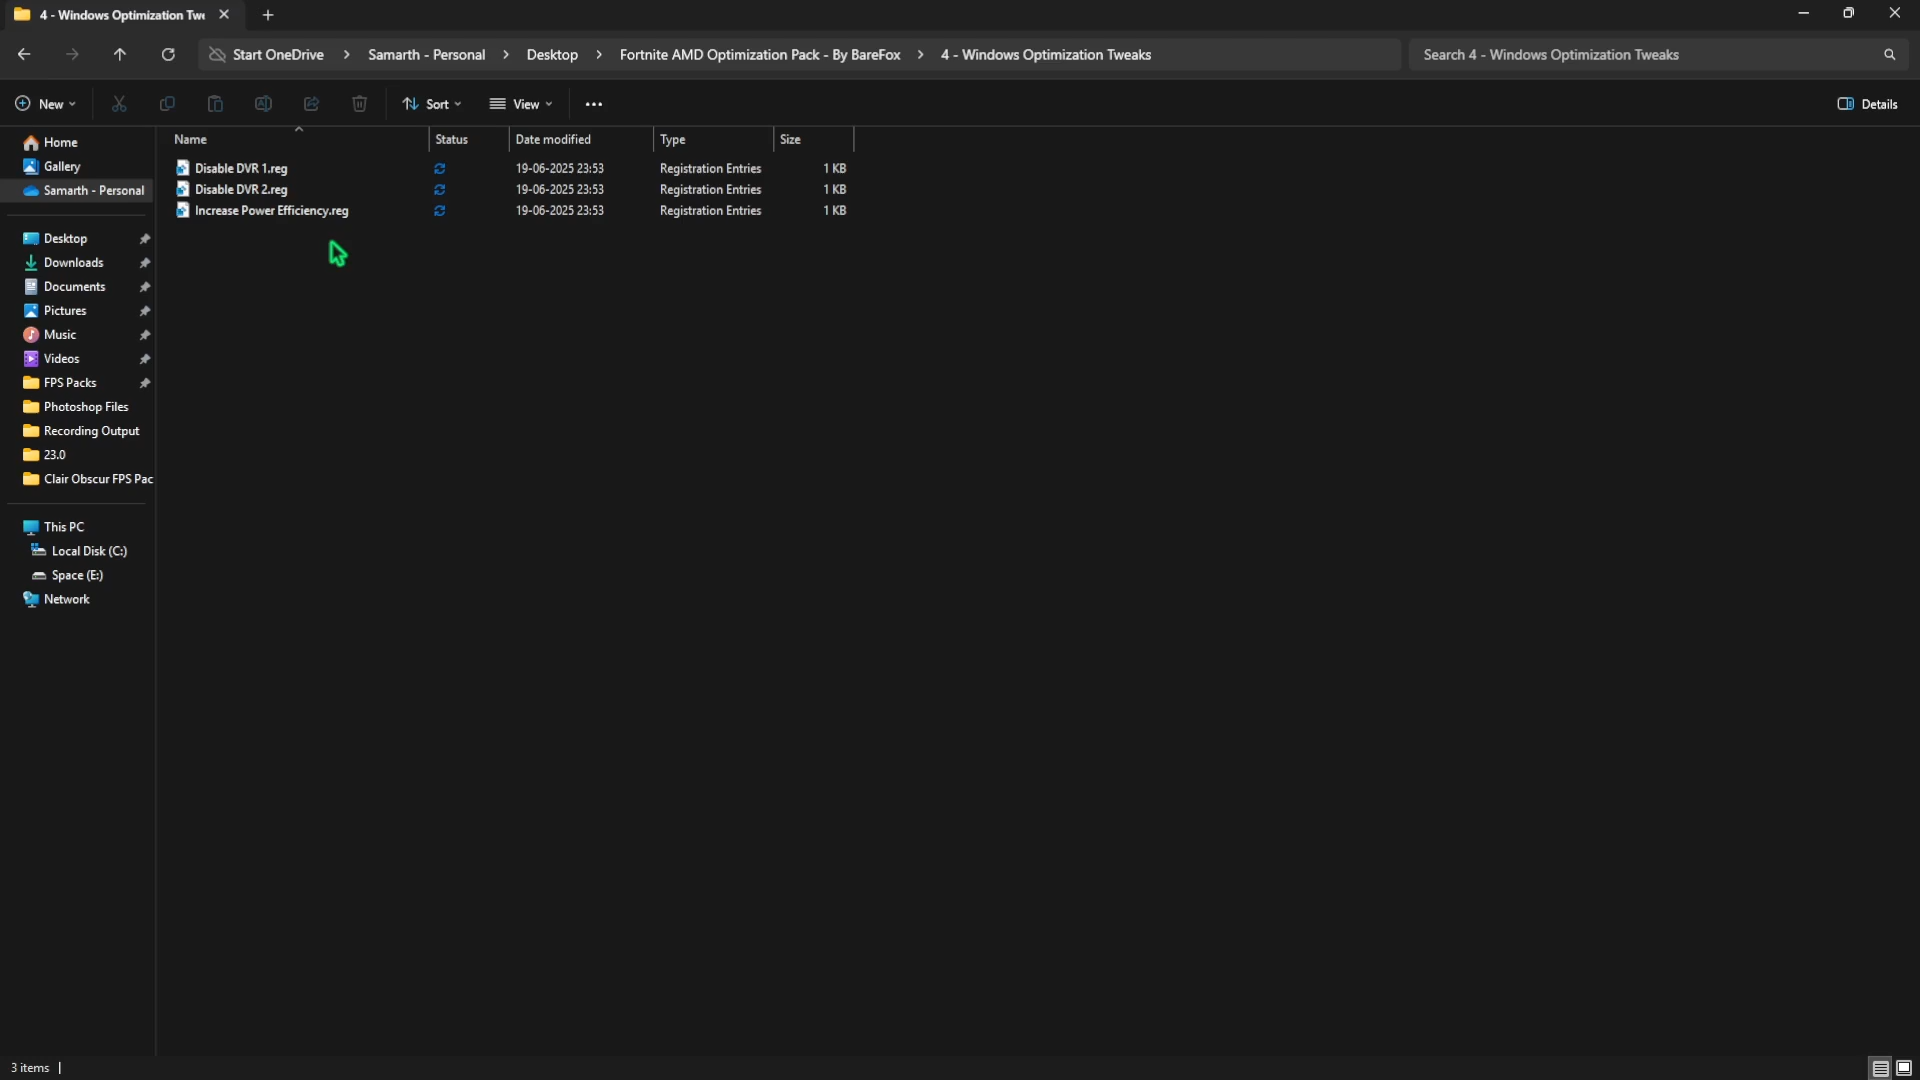 4 - Windows Optimization Twe
Start OneDrive > Samarth - Personal > Desktop > Fortnite AMD Optimization Pack - By BareFox > 4 - Windows Optimization Tweaks
Search 4 - Windows Optimization Tweaks
New Sort View Details
Name Status Date modified Type Size
Disable DVR 1.reg 19-06-2025 23:53 Registration Entries 1 KB
Disable DVR 2.reg 19-06-2025 23:53 Registration Entries 1 KB
Increase Power Efficiency.reg 19-06-2025 23:53 Registration Entries 1 KB
Home
Gallery
Samarth - Personal
Desktop
Downloads
Documents
Pictures
Music
Videos
FPS Packs
Photoshop Files
Recording Output
23.0
Clair Obscur FPS Pac
This PC
Local Disk (C:)
Space (E:)
Network
3 items